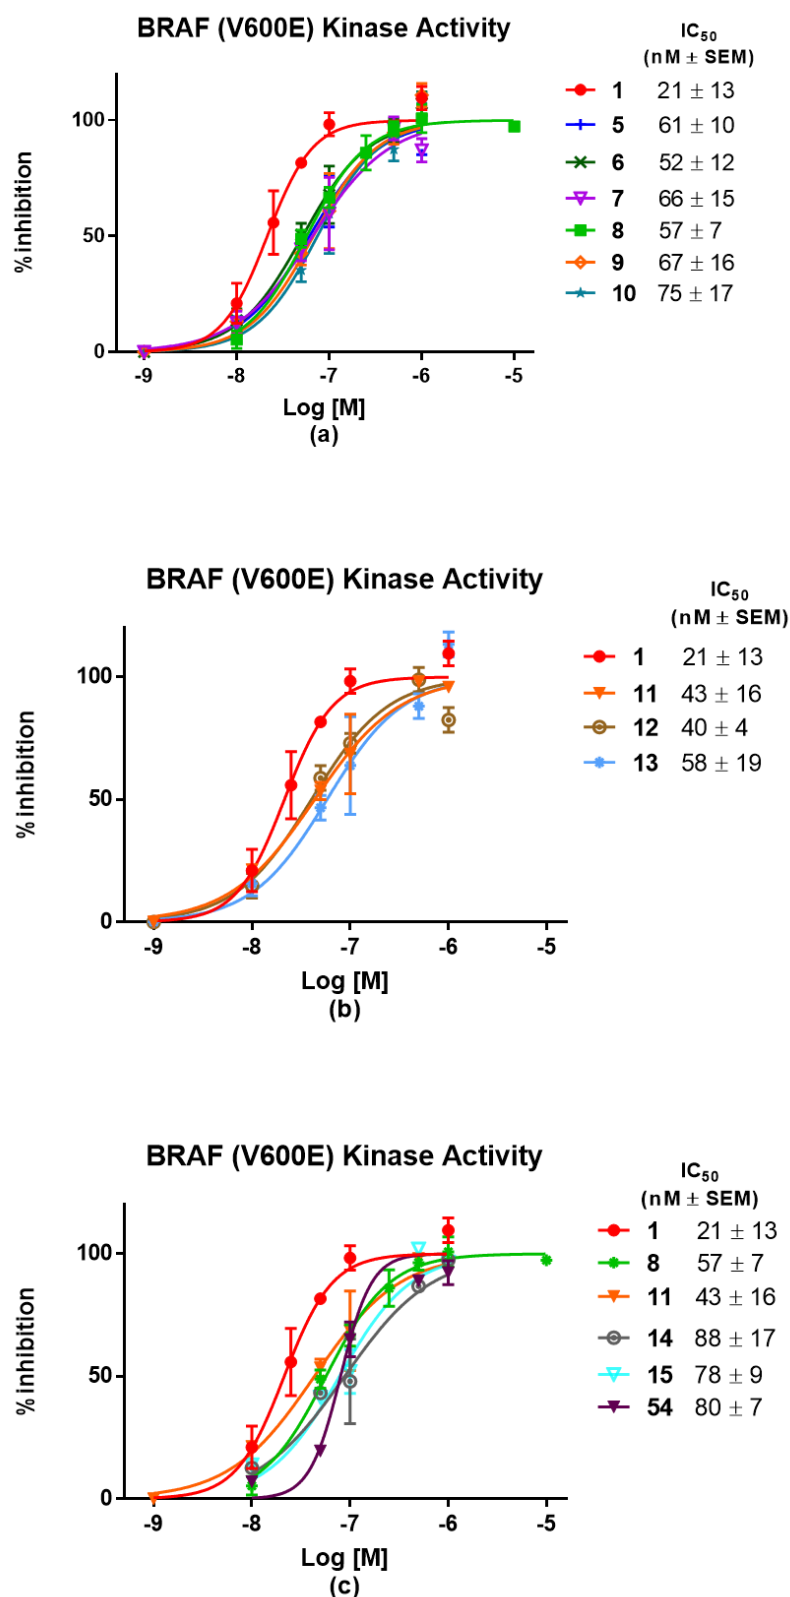 BRAF (V600E) Kinase Activity
IC50
(nM ± SEM)
% inhibition
100
50
0
-9 -8 -7 -6 -5
Log [M]
(a)
1 21 ± 13
5 61 ± 10
6 52 ± 12
7 66 ± 15
8 57 ± 7
9 67 ± 16
10 75 ± 17
BRAF (V600E) Kinase Activity
IC50
(nM ± SEM)
% inhibition
100
50
0
-9 -8 -7 -6 -5
Log [M]
(b)
1 21 ± 13
11 43 ± 16
12 40 ± 4
13 58 ± 19
BRAF (V600E) Kinase Activity
IC50
(nM ± SEM)
% inhibition
100
50
0
-9 -8 -7 -6 -5
Log [M]
(c)
1 21 ± 13
8 57 ± 7
11 43 ± 16
14 88 ± 17
15 78 ± 9
54 80 ± 7